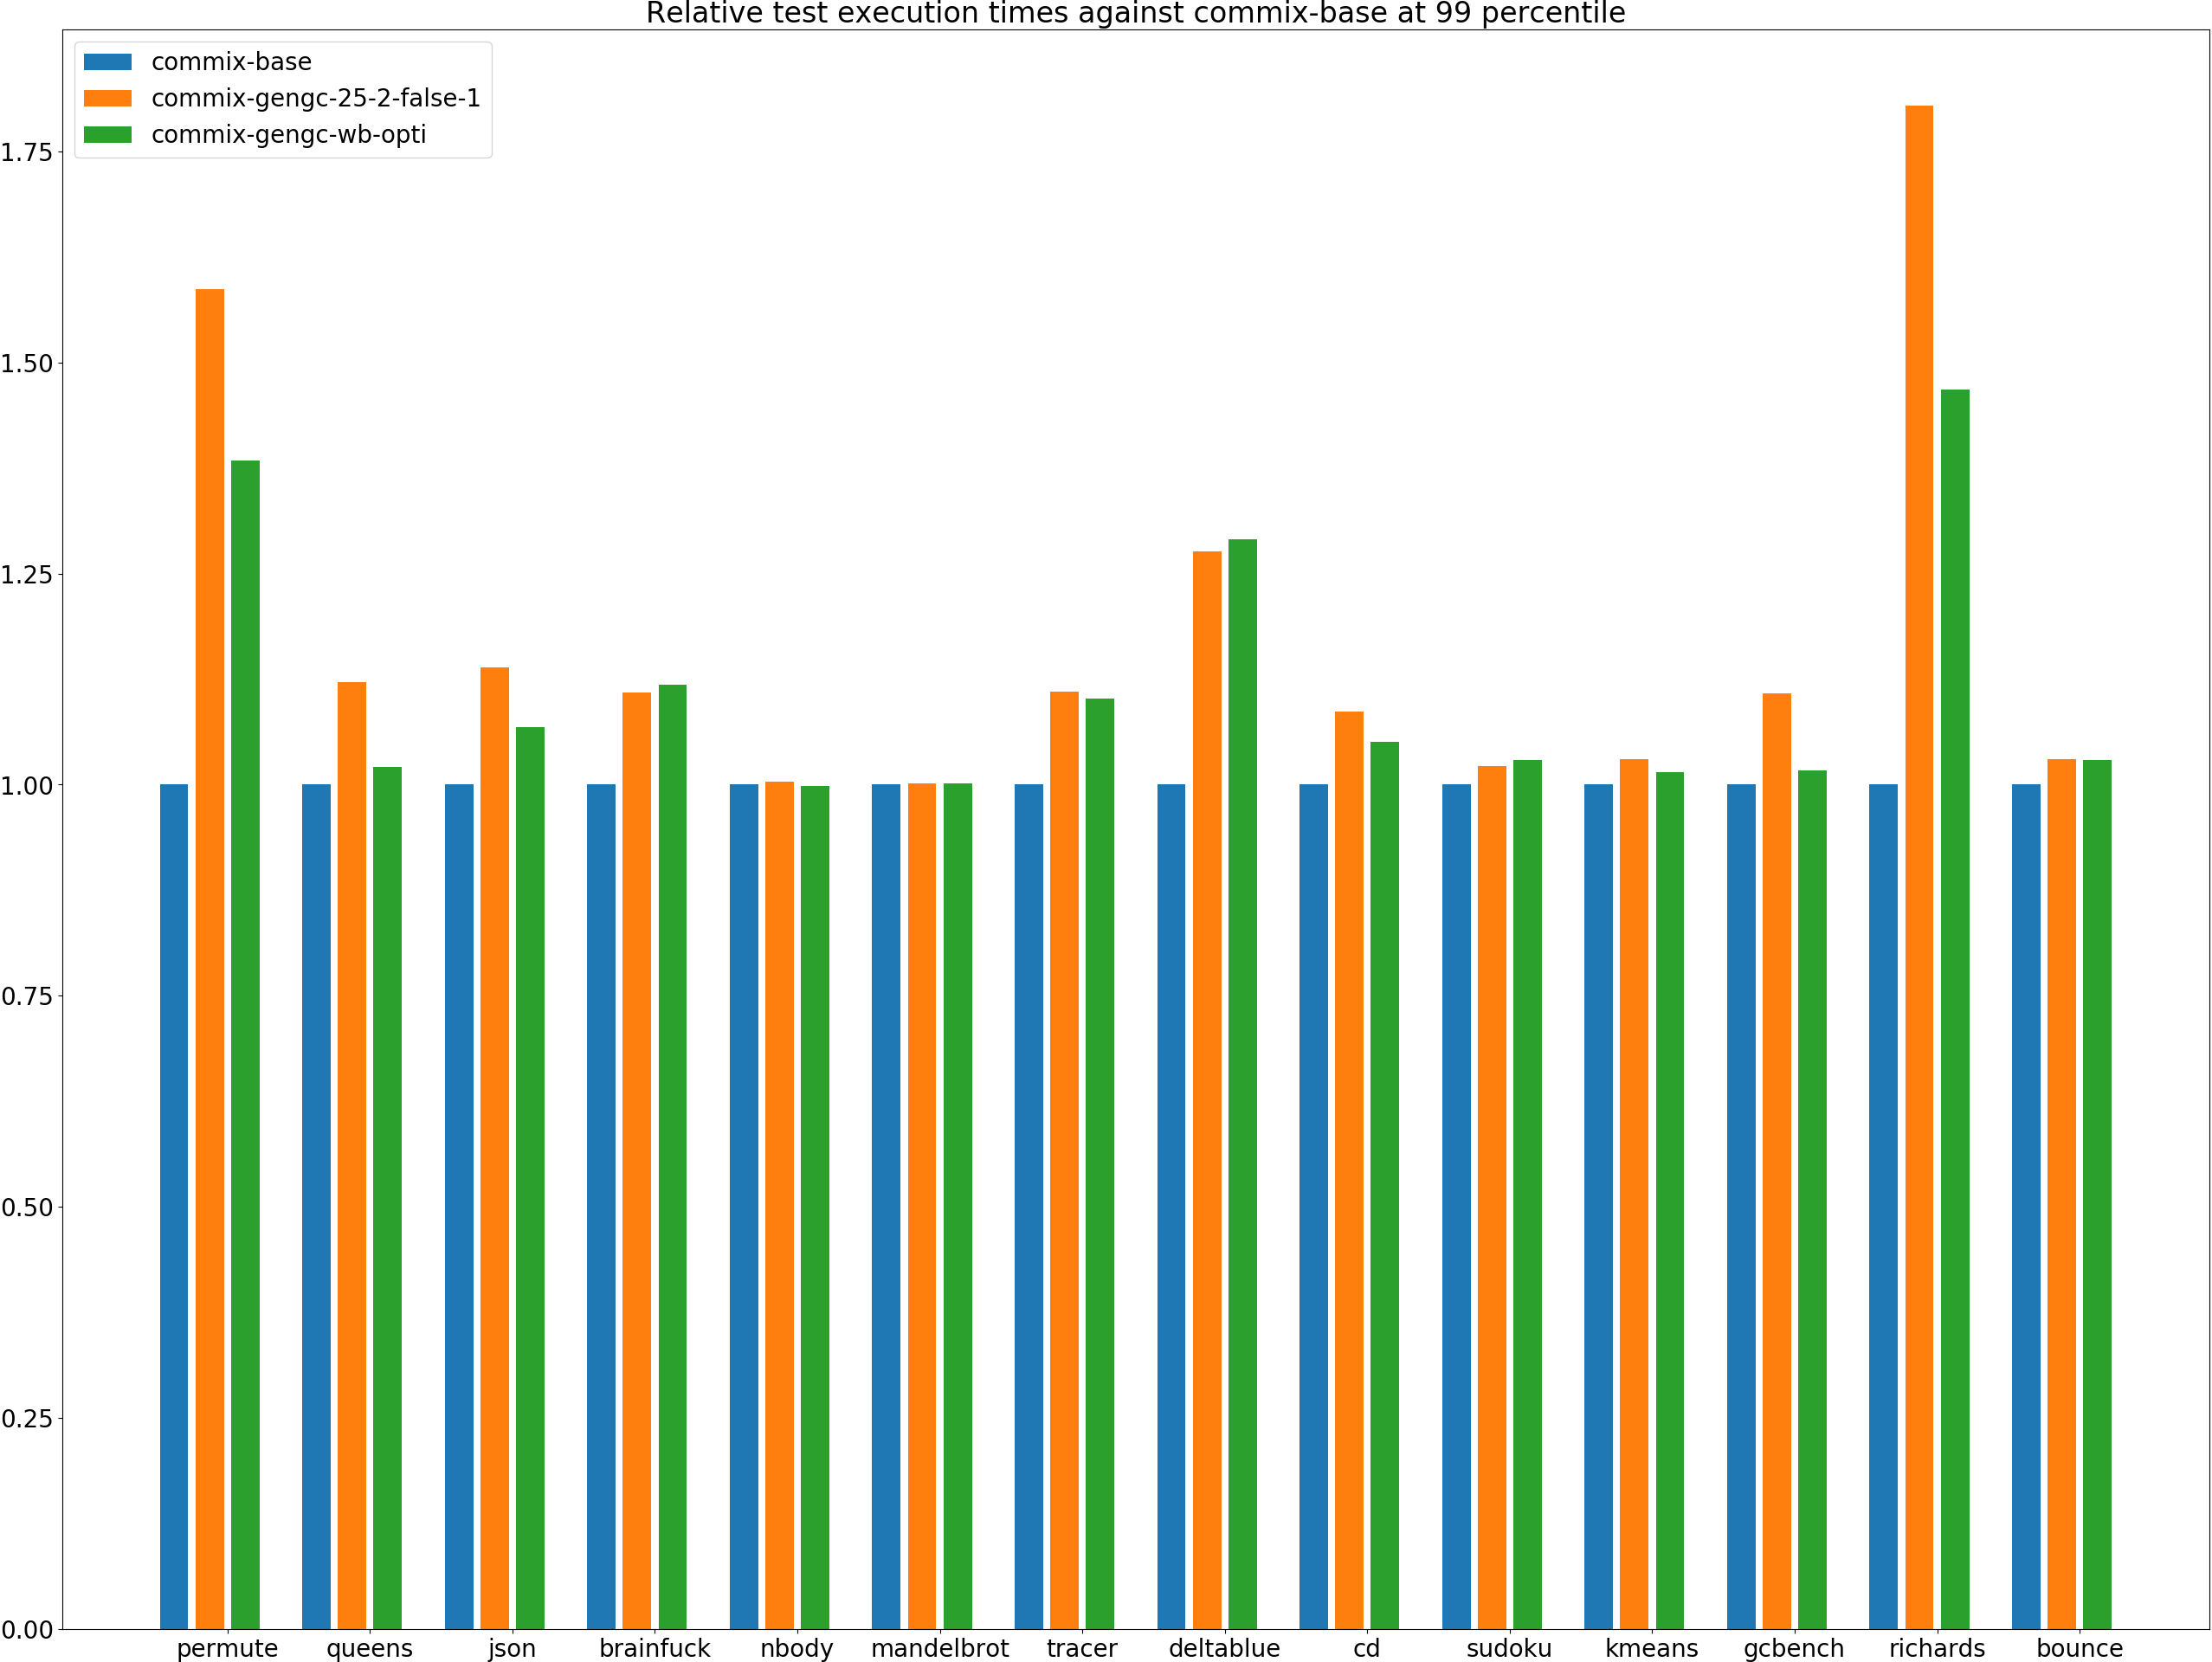 Relative test execution times against commix-base at 99 percentile
commix-base
commix-gengc-25-2-false-1
commix-gengc-wb-opti
1.75
1.50
1.25
1.00
0.75
0.50
0.25
0.00
permute queens json brainfuck nbody mandelbrot tracer deltablue cd sudoku kmeans gcbench richards bounce